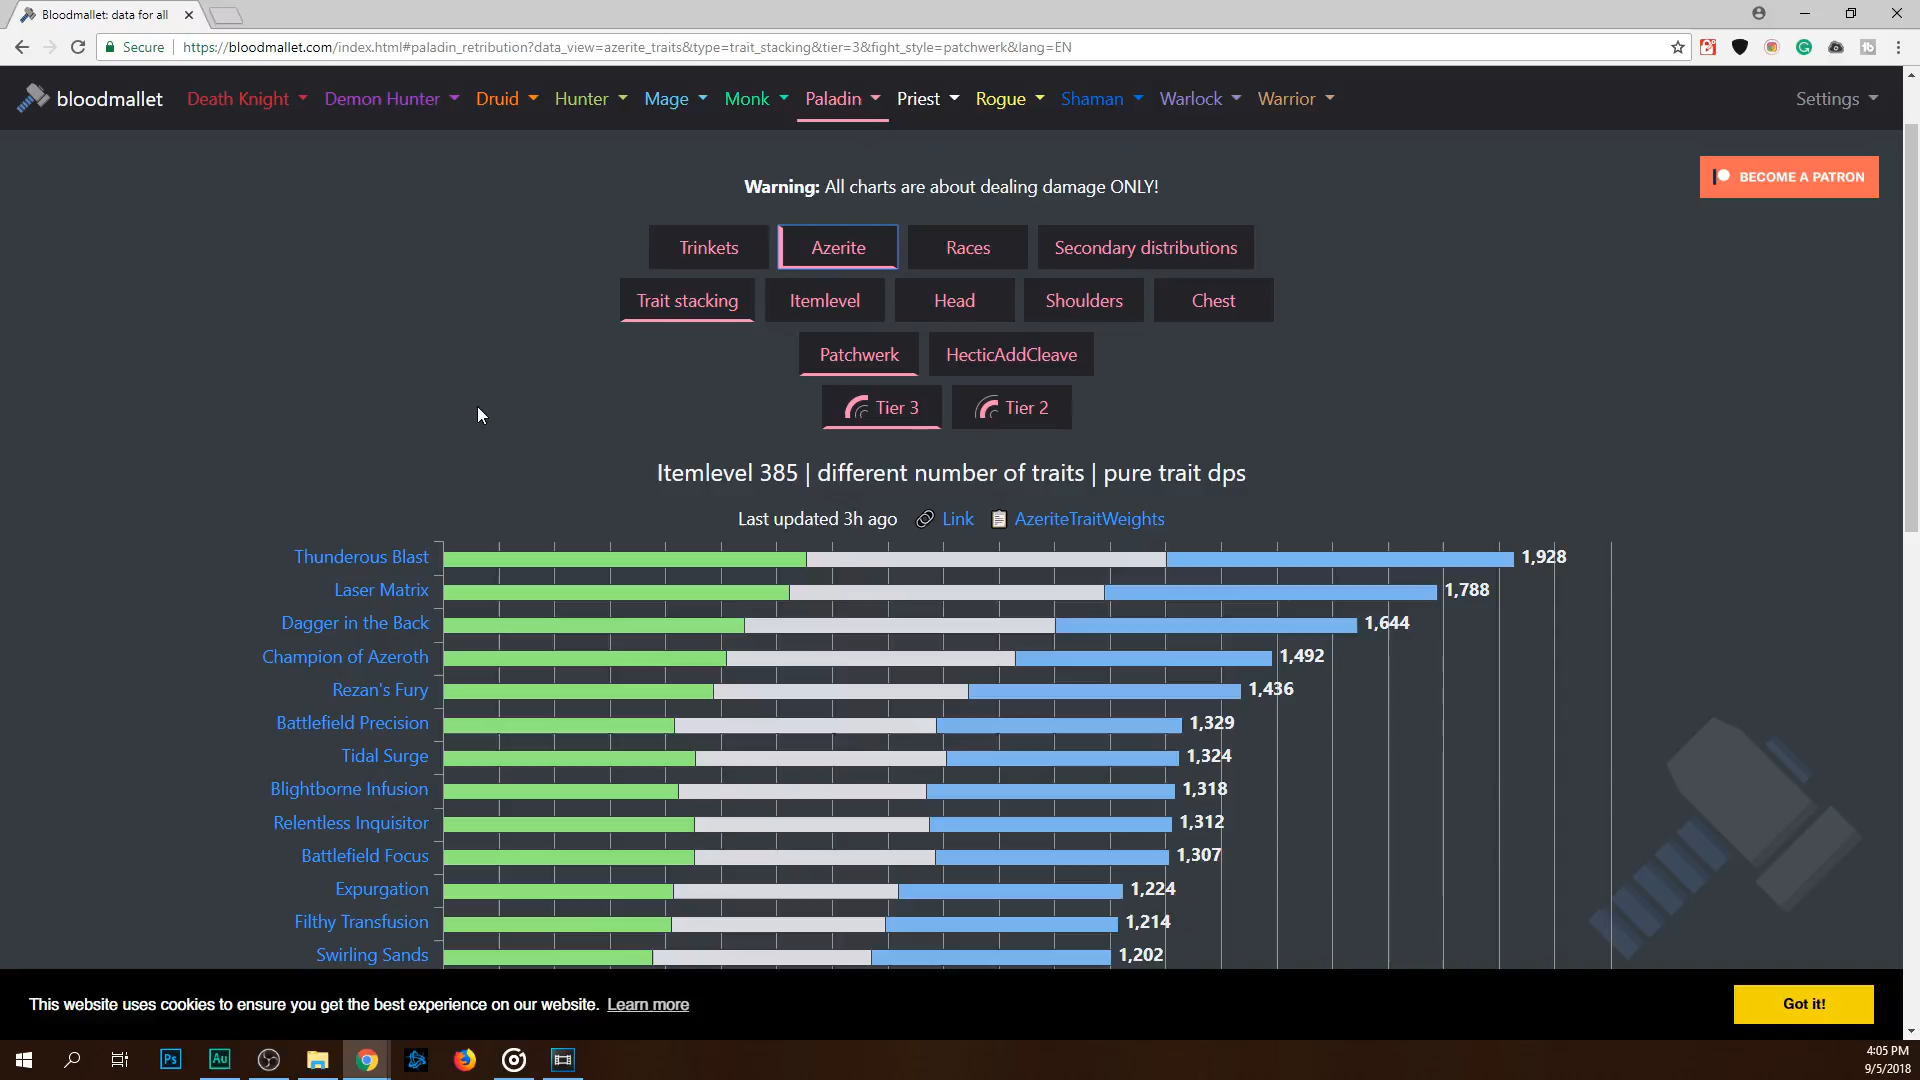 Bloodmallet: data for all
Secure https://bloodmallet.com/index.html#paladin_retribution?data_view=azerite_traits&type=trait_stacking&tier=3&fight_style=patchwerk&lang=EN
bloodmallet Death Knight Demon Hunter Druid Hunter Mage Monk Paladin Priest Rogue Shaman Warlock Warrior Settings
Warning: All charts are about dealing damage ONLY!
BECOME A PATRON
Trinkets Azerite Races Secondary distributions
Trait stacking Itemlevel Head Shoulders Chest
Patchwerk HecticAddCleave
Tier 3 Tier 2
Itemlevel 385 | different number of traits | pure trait dps
Last updated 3h ago Link AzeriteTraitWeights
Thunderous Blast 1,928
Laser Matrix 1,788
Dagger in the Back 1,644
Champion of Azeroth 1,492
Rezan's Fury 1,436
Battlefield Precision 1,329
Tidal Surge 1,324
Blightborne Infusion 1,318
Relentless Inquisitor 1,312
Battlefield Focus 1,307
Expurgation 1,224
Filthy Transfusion 1,214
Swirling Sands 1,202
This website uses cookies to ensure you get the best experience on our website. Learn more Got it!
Ps Au
4:05 PM
9/5/2018